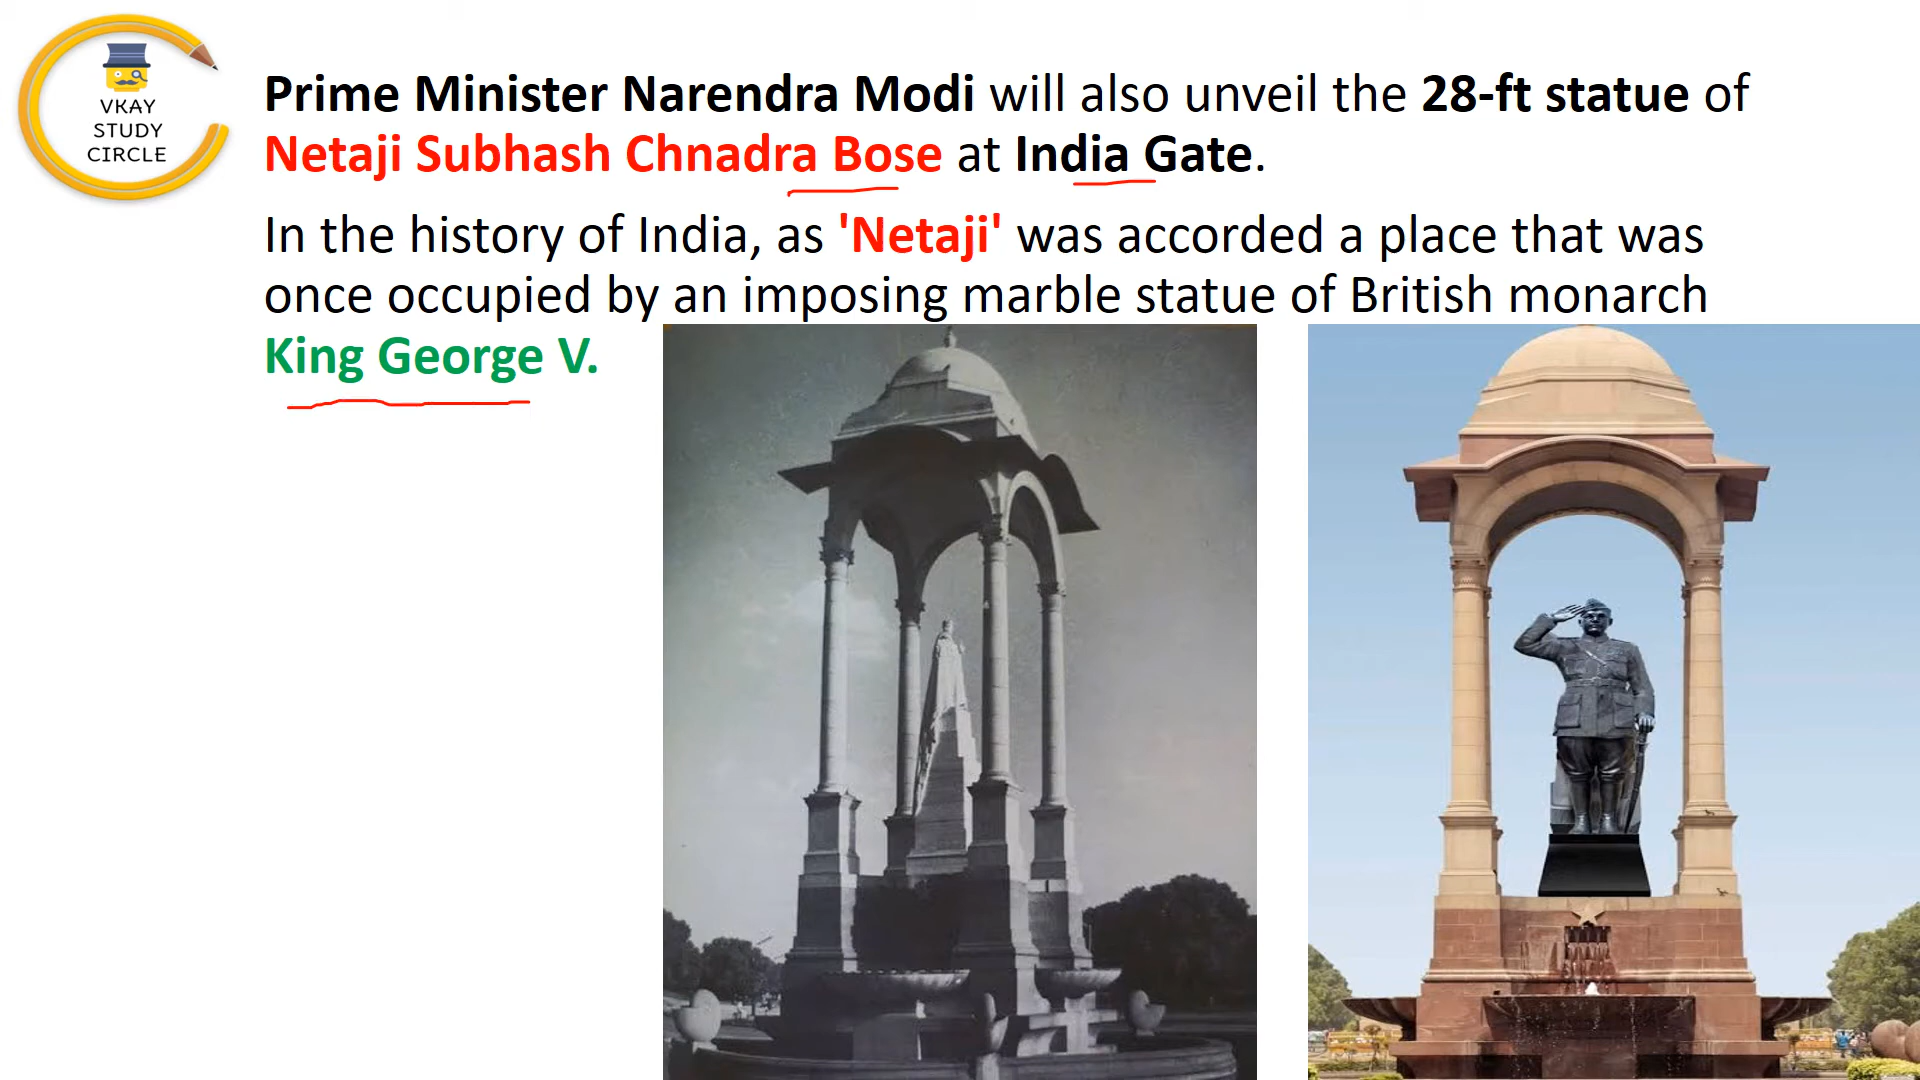 VKAY
STUDY
CIRCLE
Prime Minister Narendra Modi will also unveil the 28-ft statue of
Netaji Subhash Chnadra Bose at India Gate.
In the history of India, as 'Netaji' was accorded a place that was
once occupied by an imposing marble statue of British monarch
King George V.